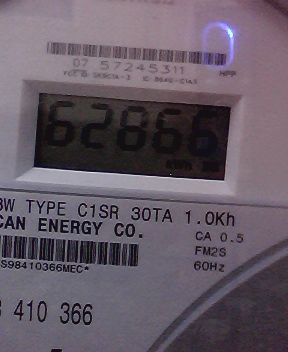 07 57245311
HPP
62866
KWH
3W TYPE C1SR 30TA 1.0Kh
CAN ENERGY CO.
CA 0.5
FM2S
60Hz
S98410366MEC*
410 366